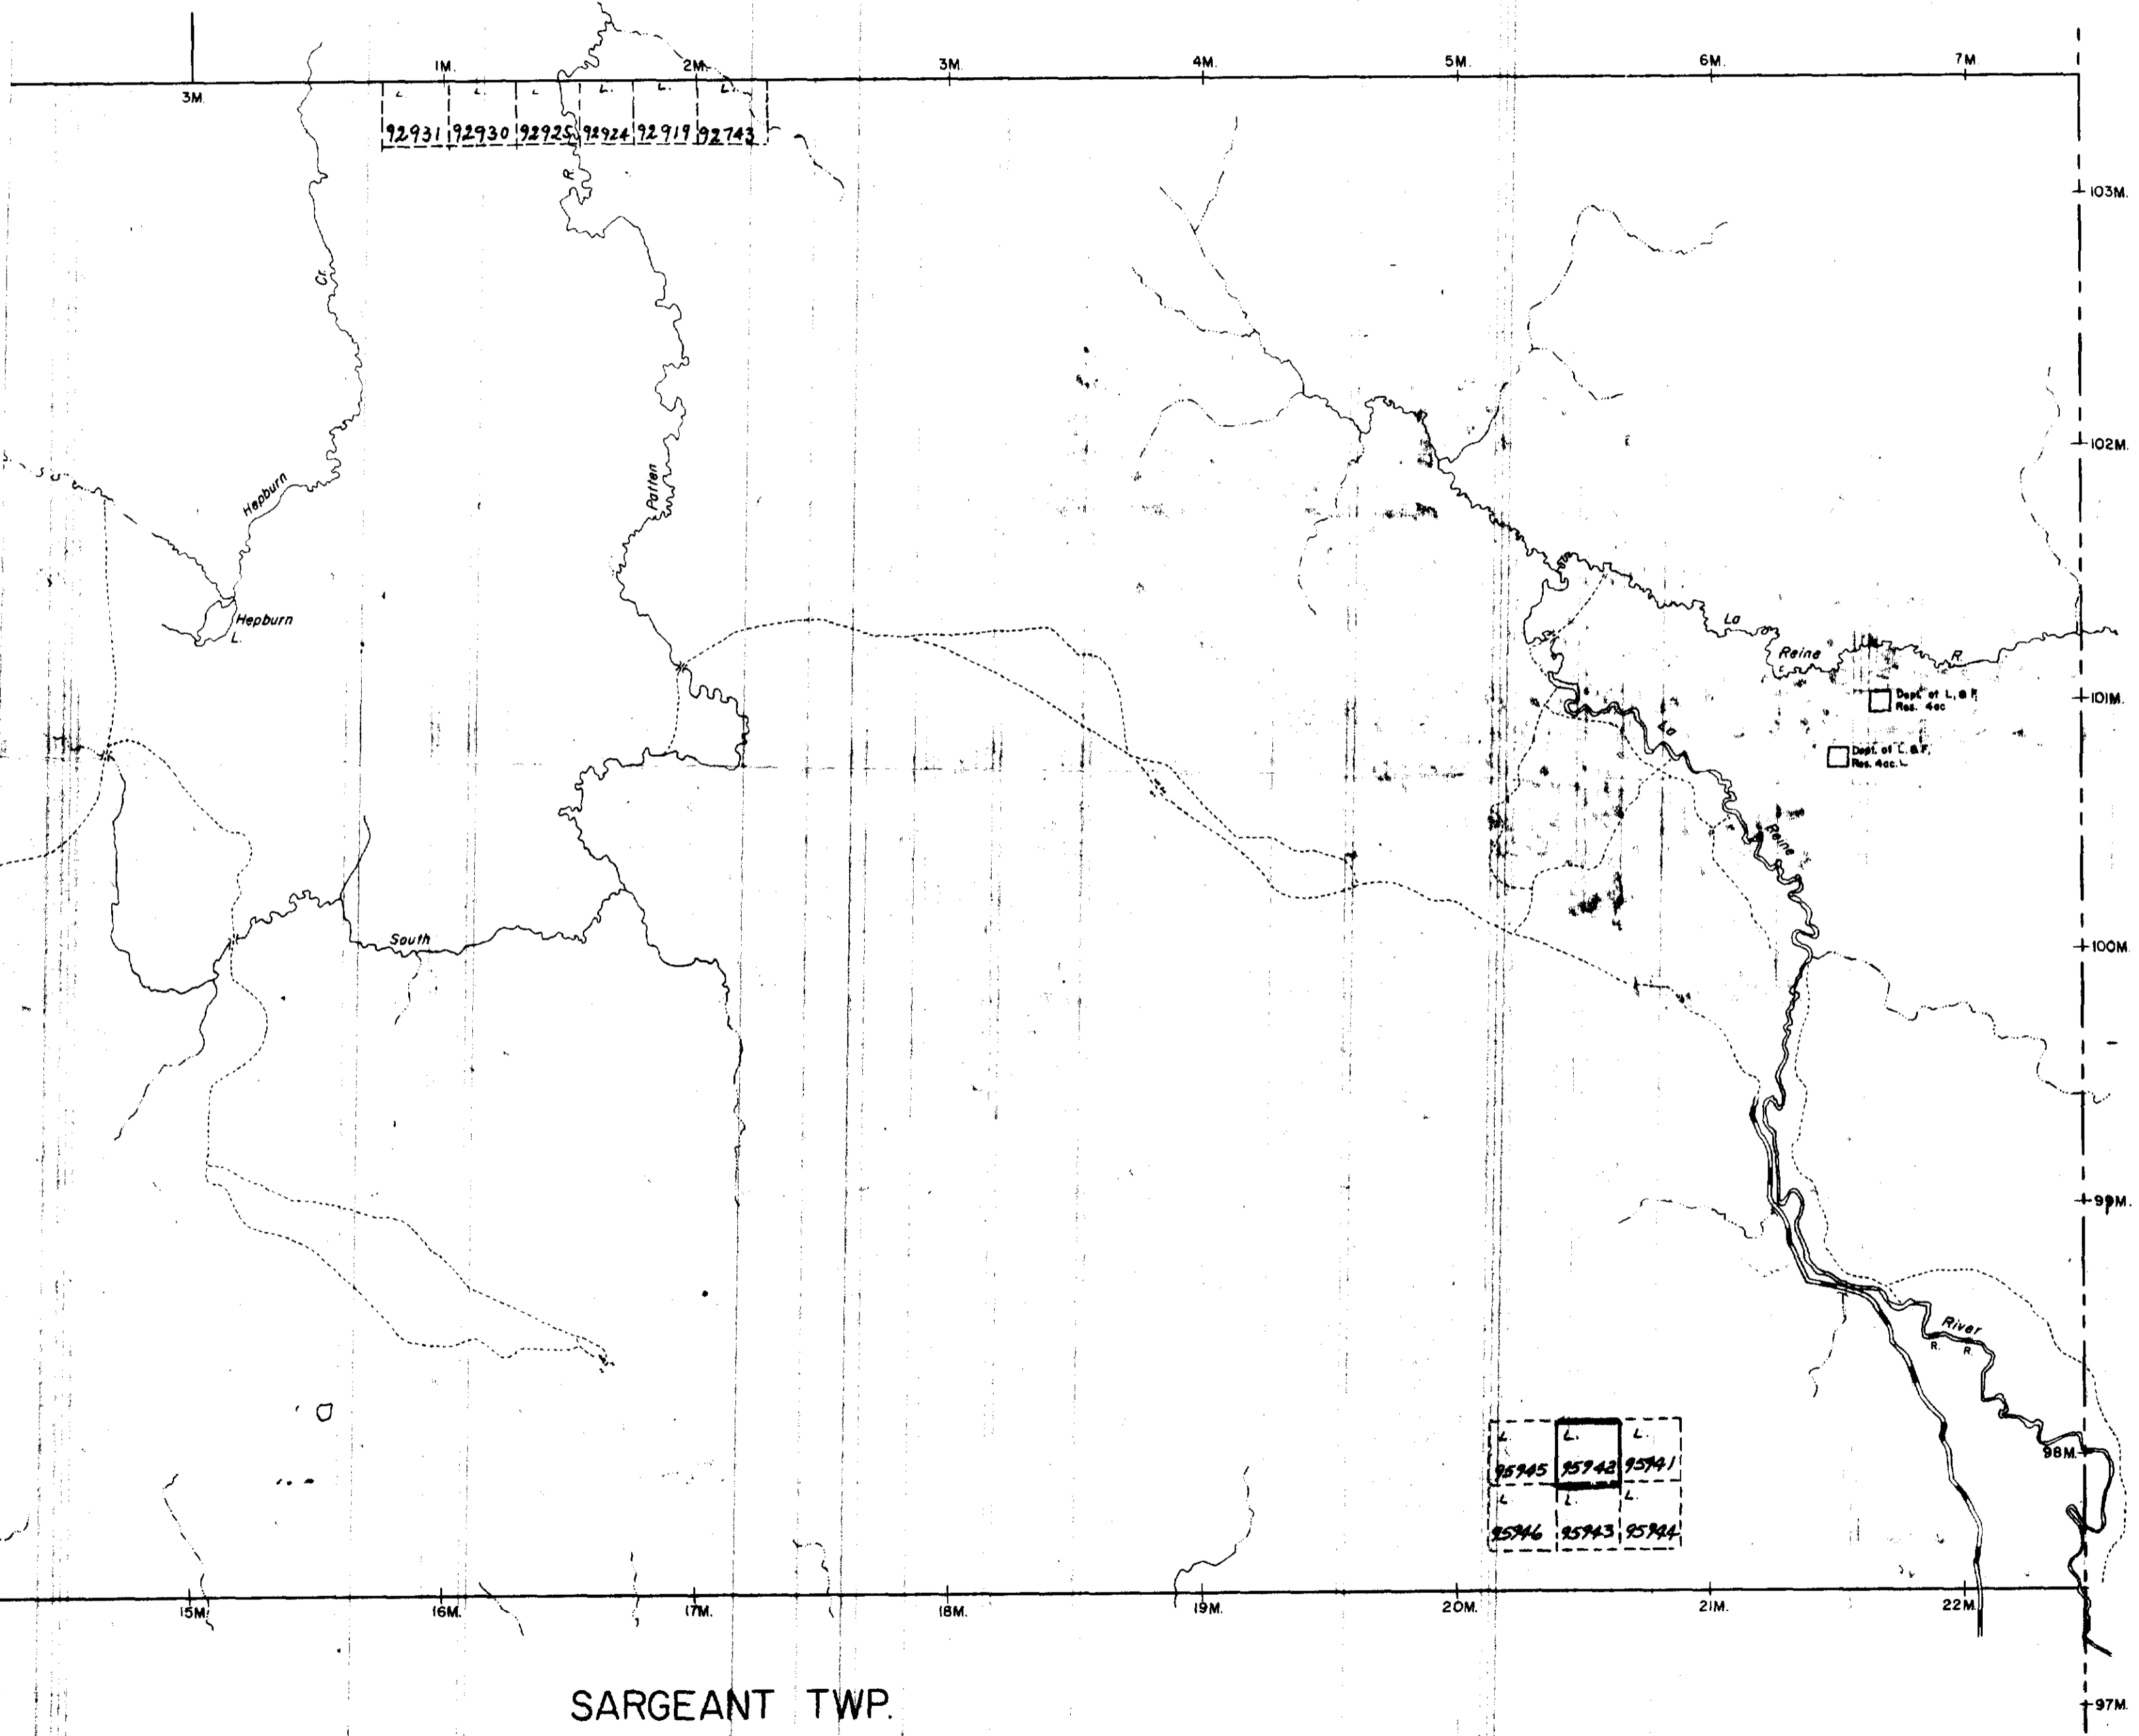 1M. 2M. 3M. 4M. 5M. 6M. 7M.
3M.
L. L. L. L. L. L.
92931 92930 92925 92924 92919 92743
R.
103M.
Cr.
102M.
Hepburn
Patten
Hepburn
L.
La
Reine R.
Dept. of L. & F.
Res. 4ac
101M.
La
Dept. of L. & F.
Res. 4ac. L
Reine
South
100M.
99M.
River
R. R.
L. L. L.
95945 95942 95941
98M.
L. L. L.
95946 95943 95944
15M. 16M. 17M. 18M. 19M. 20M. 21M. 22M.
SARGEANT TWP.
97M.